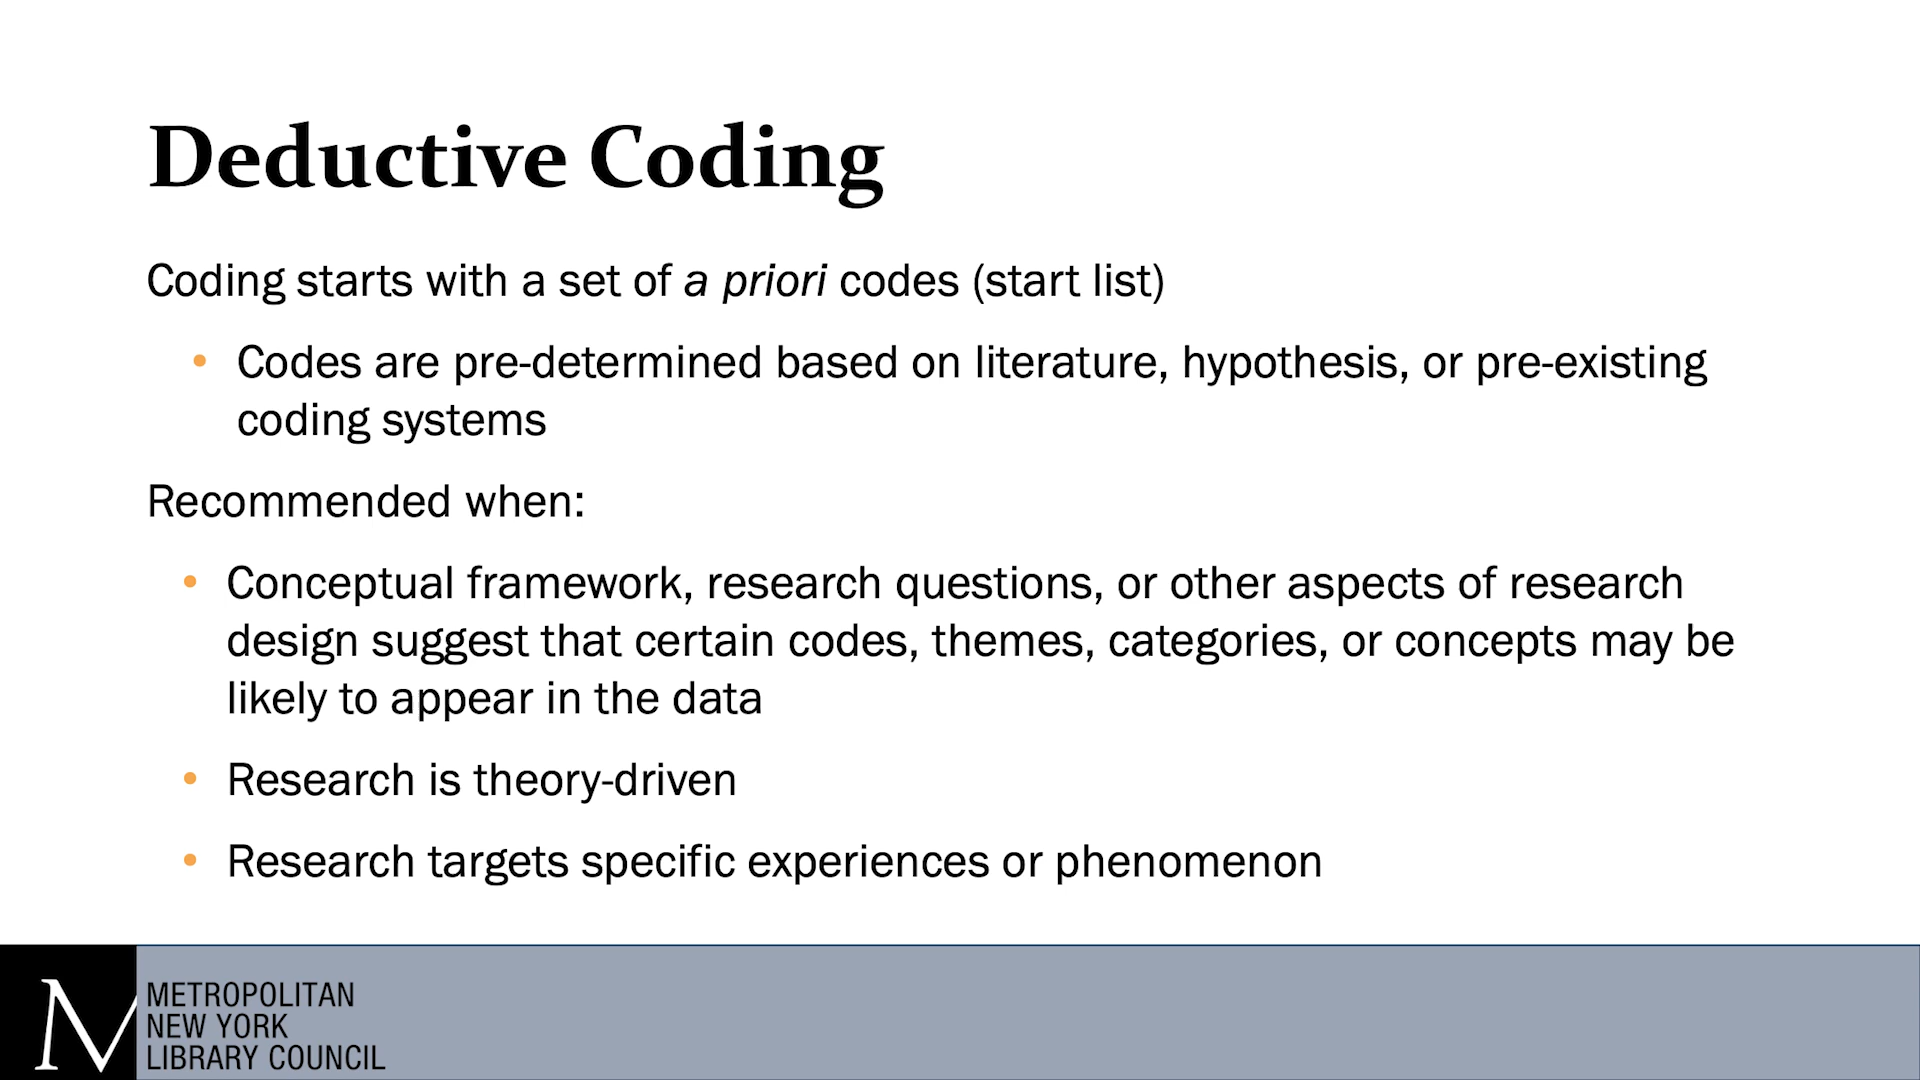 Deductive Coding
Coding starts with a set of a priori codes (start list)
• Codes are pre-determined based on literature, hypothesis, or pre-existing
coding systems
Recommended when:
• Conceptual framework, research questions, or other aspects of research
design suggest that certain codes, themes, categories, or concepts may be
likely to appear in the data
• Research is theory-driven
• Research targets specific experiences or phenomenon
M
METROPOLITAN
NEW YORK
LIBRARY COUNCIL